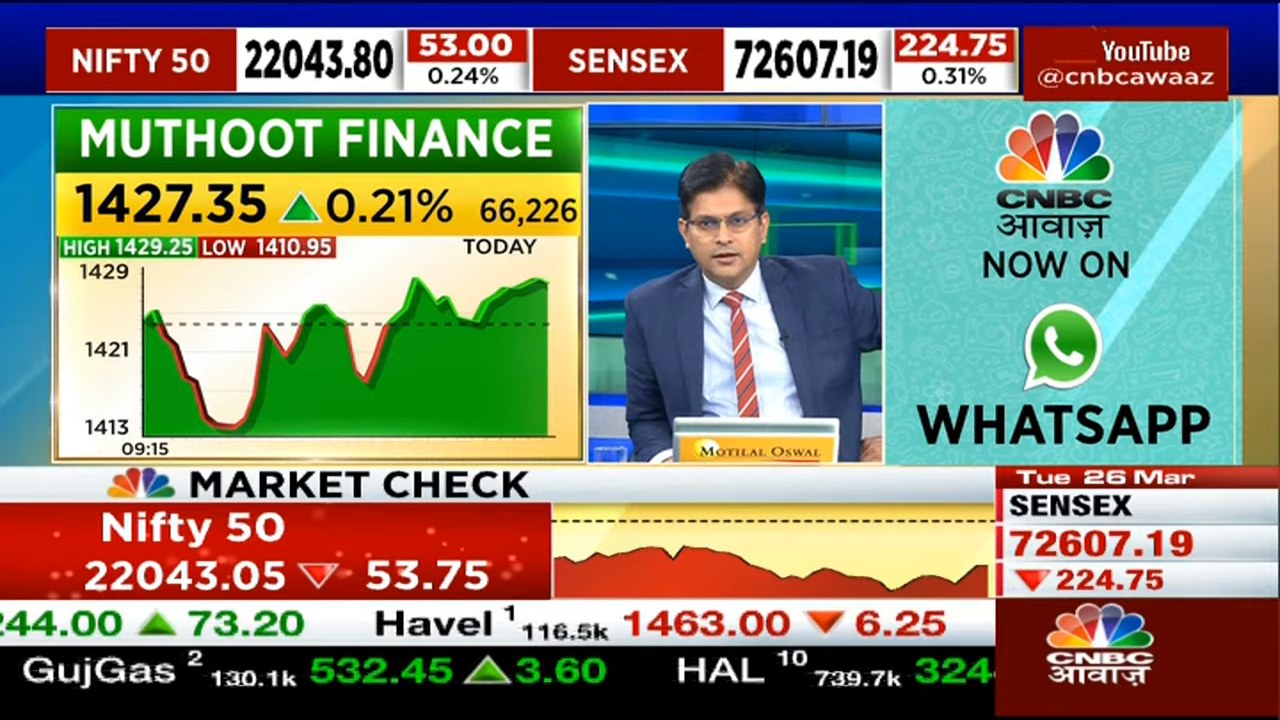 NIFTY 50 22043.80 53.00 0.24% SENSEX 72607.19 224.75 0.31%
YouTube
@cnbcawaaz
MUTHOOT FINANCE
1427.35 ▲ 0.21% 66,226
HIGH 1429.25 LOW 1410.95 TODAY
1429
1421
1413
09:15
MOTILAL OSWAL
CNBC
आवाज़
NOW ON
WHATSAPP
MARKET CHECK
Nifty 50
22043.05 ▼ 53.75
Tue 26 Mar
SENSEX
72607.19
▼ 224.75
244.00 ▲ 73.20 Havel 1 116.5k 1463.00 ▼ 6.25
GujGas 2 130.1k 532.45 ▲ 3.60 HAL 10 739.7k 324
CNBC
आवाज़